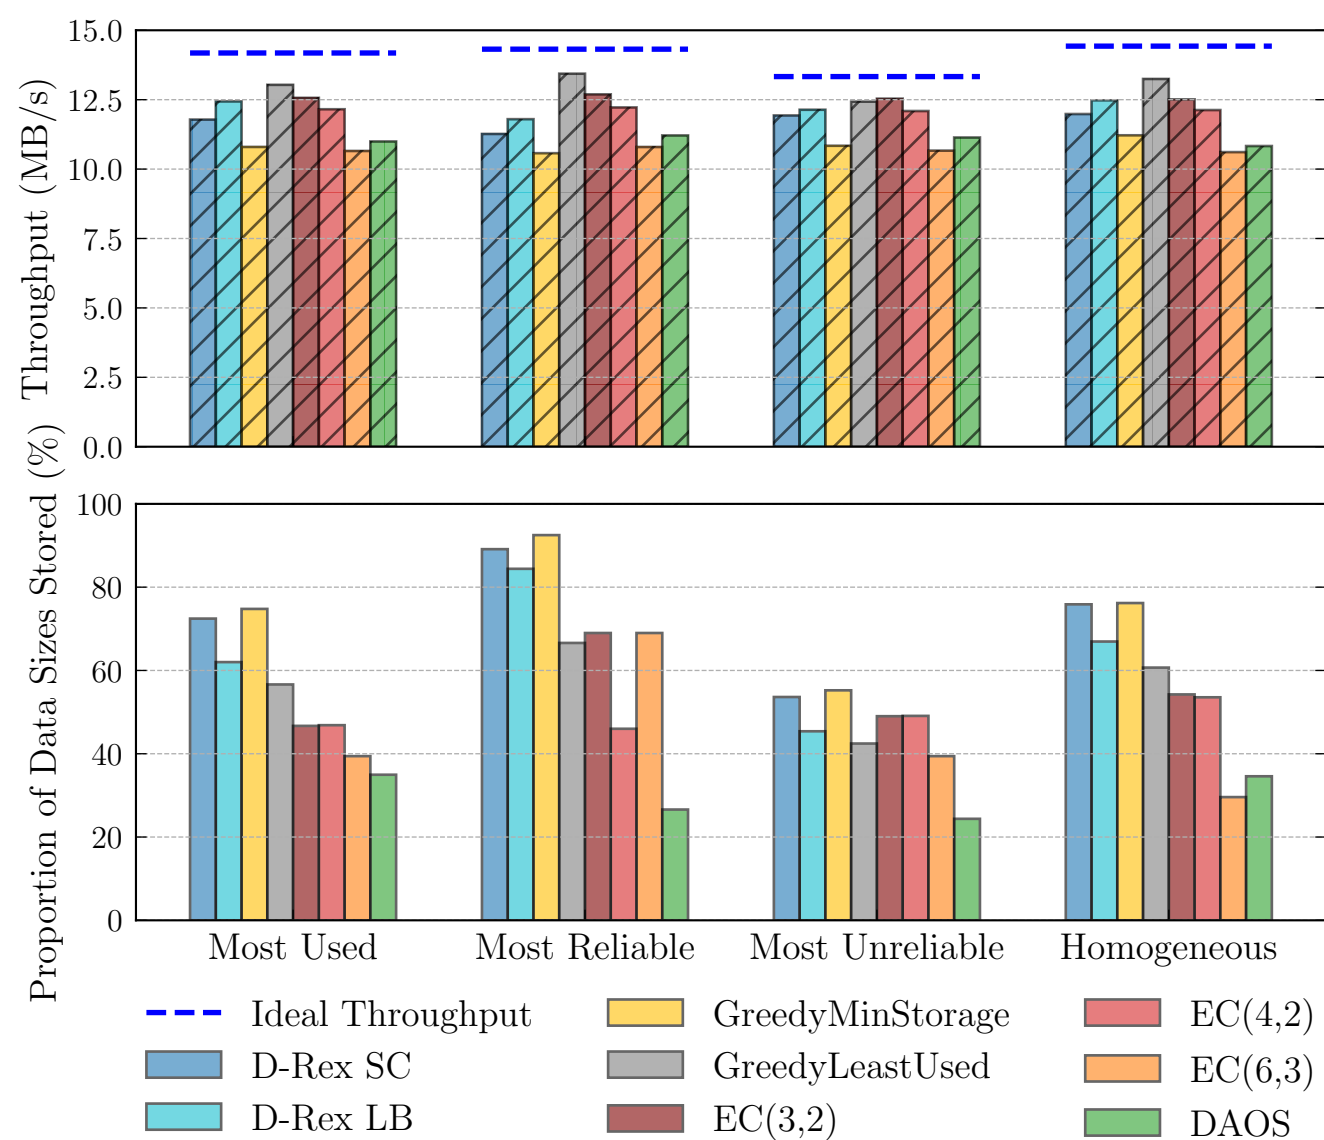 Throughput (MB/s)
15.0
12.5
10.0
7.5
5.0
2.5
0.0
Proportion of Data Sizes Stored (%)
100
80
60
40
20
0
Most Used Most Reliable Most Unreliable Homogeneous
Ideal Throughput GreedyMinStorage EC(4,2)
D-Rex SC GreedyLeastUsed EC(6,3)
D-Rex LB EC(3,2) DAOS